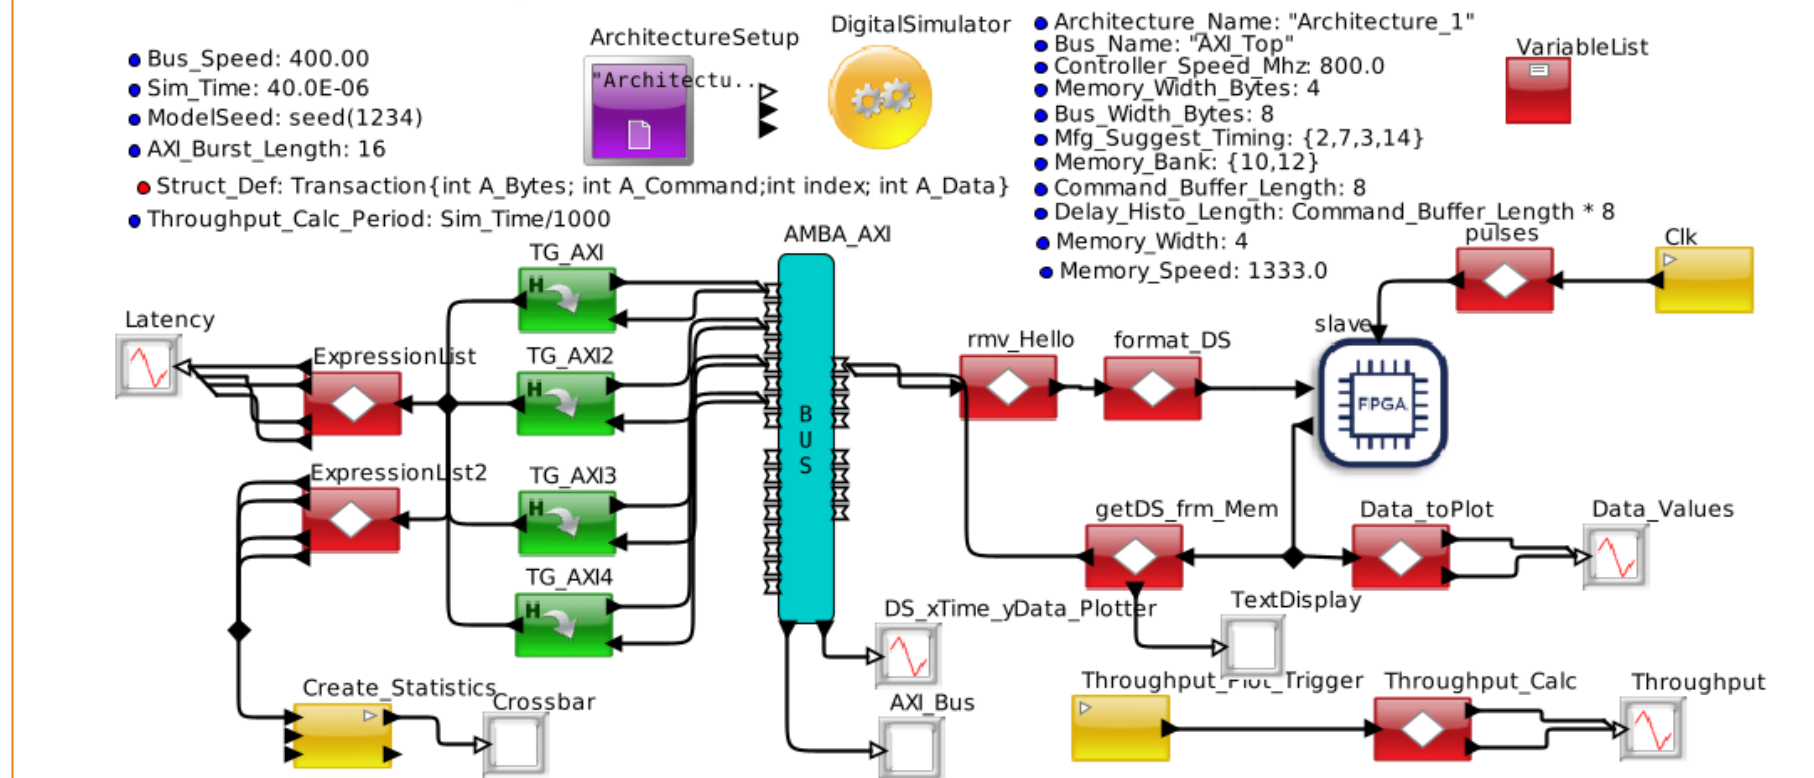 Bus_Speed: 400.00
Sim_Time: 40.0E-06
ModelSeed: seed(1234)
AXI_Burst_Length: 16
Struct_Def: Transaction{int A_Bytes; int A_Command;int index; int A_Data}
Throughput_Calc_Period: Sim_Time/1000
ArchitectureSetup
"Architectu...
DigitalSimulator
Architecture_Name: "Architecture_1"
Bus_Name: "AXI_Top"
Controller_Speed_Mhz: 800.0
Memory_Width_Bytes: 4
Bus_Width_Bytes: 8
Mfg_Suggest_Timing: {2,7,3,14}
Memory_Bank: {10,12}
Command_Buffer_Length: 8
Delay_Histo_Length: Command_Buffer_Length * 8
Memory_Width: 4
Memory_Speed: 1333.0
VariableList
pulses
Clk
AMBA_AXI
BUS
TG_AXI
H
TG_AXI2
H
TG_AXI3
H
TG_AXI4
H
Latency
ExpressionList
ExpressionList2
rmv_Hello
format_DS
slave
FPGA
getDS_frm_Mem
Data_toPlot
Data_Values
DS_xTime_yData_Plotter
TextDisplay
AXI_Bus
Create_Statistics
Crossbar
Throughput_Plot_Trigger
Throughput_Calc
Throughput